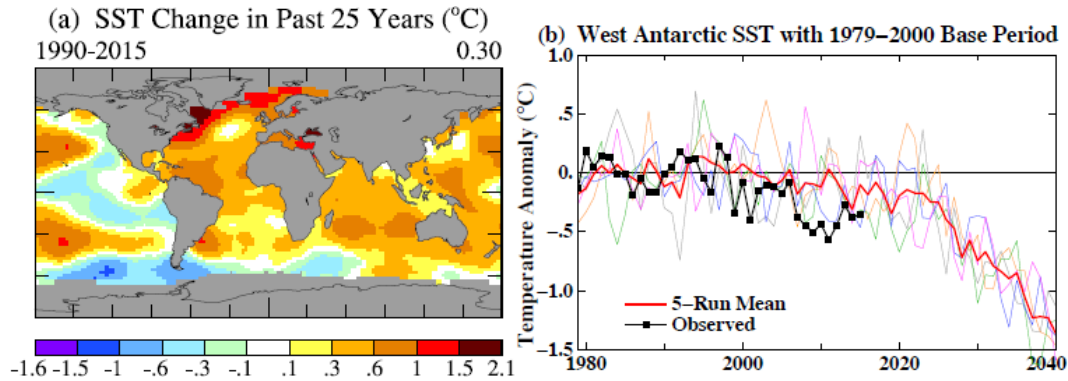 (a) SST Change in Past 25 Years (°C)
1990-2015 0.30
-1.6 -1.5 -1 -.6 -.3 -.1 .1 .3 .6 1 1.5 2.1
(b) West Antarctic SST with 1979−2000 Base Period
Temperature Anomaly (°C)
1.0
.5
0.
−.5
−1.0
−1.5
5−Run Mean
Observed
1980 2000 2020 2040